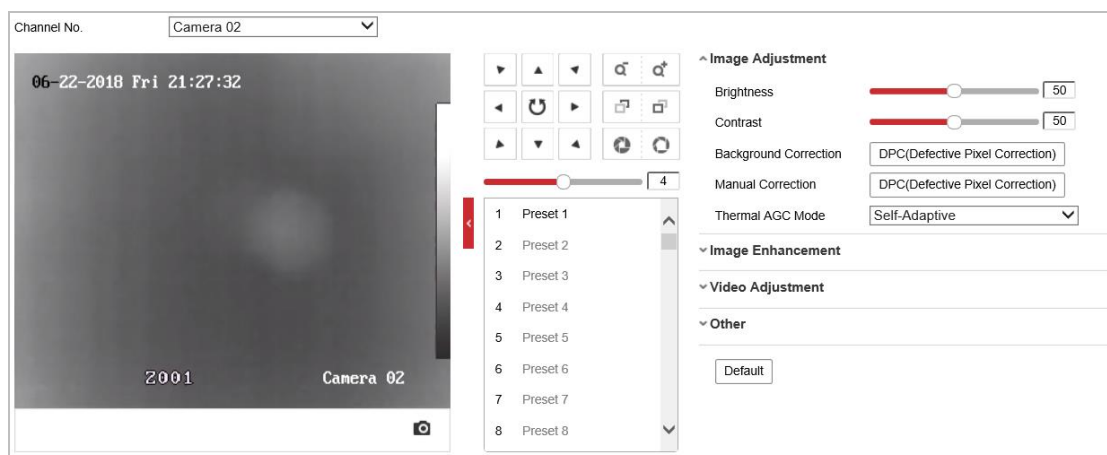 Channel No. Camera 02
06-22-2018 Fri 21:27:32
Z001 Camera 02
4
1 Preset 1
2 Preset 2
3 Preset 3
4 Preset 4
5 Preset 5
6 Preset 6
7 Preset 7
8 Preset 8
Image Adjustment
Brightness 50
Contrast 50
Background Correction DPC(Defective Pixel Correction)
Manual Correction DPC(Defective Pixel Correction)
Thermal AGC Mode Self-Adaptive
Image Enhancement
Video Adjustment
Other
Default